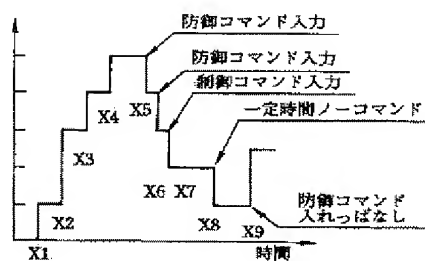 防御コマンド入力
防御コマンド入力
制御コマンド入力
一定時間ノーコマンド
X5
X4
X3
X6 X7
X2
X8
X9
防御コマンド
入れっぱなし
X1
時間